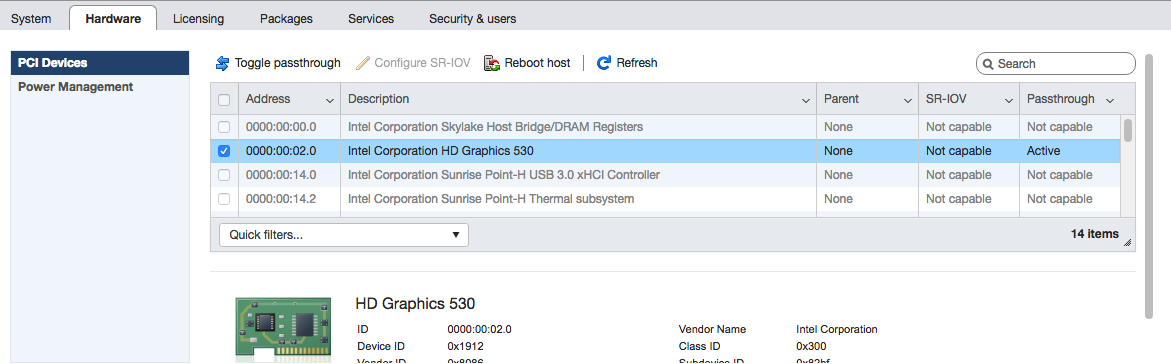 System Hardware Licensing Packages Services Security & users
PCI Devices
Power Management
Toggle passthrough Configure SR-IOV Reboot host Refresh Search
Address Description Parent SR-IOV Passthrough
0000:00:00.0 Intel Corporation Skylake Host Bridge/DRAM Registers None Not capable Not capable
0000:00:02.0 Intel Corporation HD Graphics 530 None Not capable Active
0000:00:14.0 Intel Corporation Sunrise Point-H USB 3.0 xHCI Controller None Not capable Not capable
0000:00:14.2 Intel Corporation Sunrise Point-H Thermal subsystem None Not capable Not capable
Quick filters... 14 items
HD Graphics 530
ID 0000:00:02.0 Vendor Name Intel Corporation
Device ID 0x1912 Class ID 0x300
Vendor ID 0x8086 Subdevice ID 0x82bf